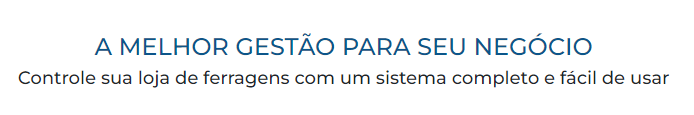 A MELHOR GESTÃO PARA SEU NEGÓCIO
Controle sua loja de ferragens com um sistema completo e fácil de usar